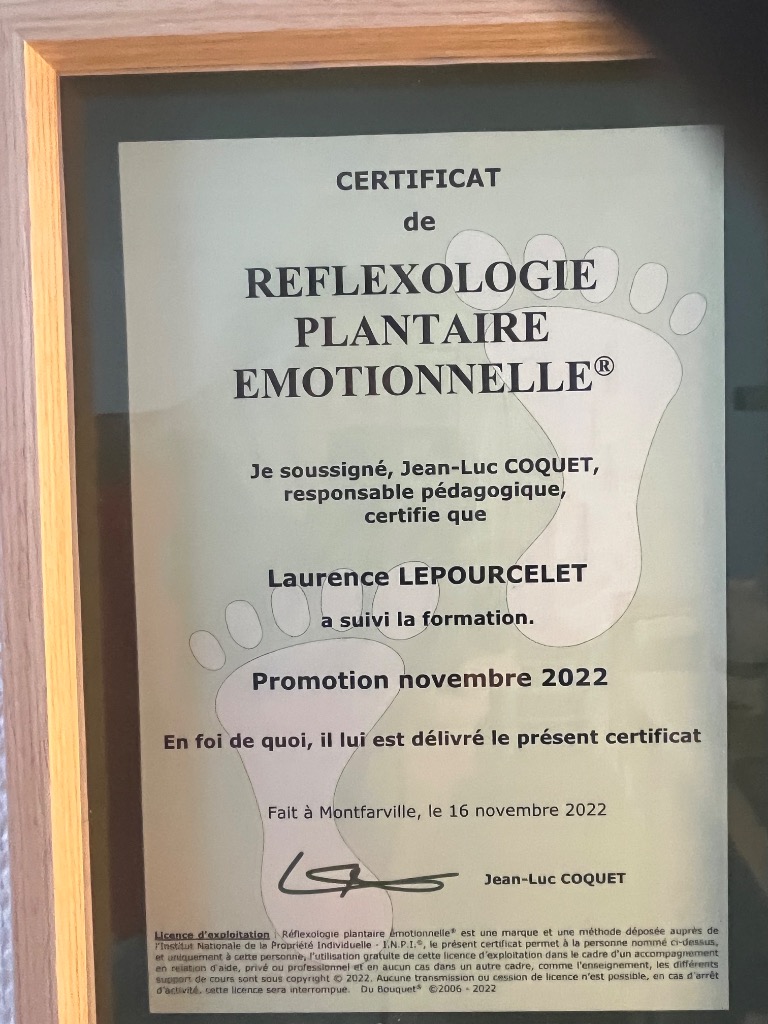 CERTIFICAT
de
REFLEXOLOGIE
PLANTAIRE
EMOTIONNELLE®
Je soussigné, Jean-Luc COQUET,
responsable pédagogique,
certifie que
Laurence LEPOURCELET
a suivi la formation.
Promotion novembre 2022
En foi de quoi, il lui est délivré le présent certificat
Fait à Montfarville, le 16 novembre 2022
Jean-Luc COQUET
Licence d'exploitation : Réflexologie plantaire émotionnelle® est une marque et une méthode déposée auprès de
l'Institut Nationale de la Propriété Individuelle - I.N.P.I.®, le présent certificat permet à la personne nommé ci-dessus,
et uniquement à cette personne, l'utilisation gratuite de cette licence d'exploitation dans le cadre d'un accompagnement
en relation d'aide, privé ou professionnel et en aucun cas dans un autre cadre, comme l'enseignement, les différents
support de cours sont sous copyright © 2022. Aucune transmission ou cession de licence n'est possible, en cas d'arrêt
d'activité, cette licence sera interrompue. Du Bouquet® ©2006 - 2022